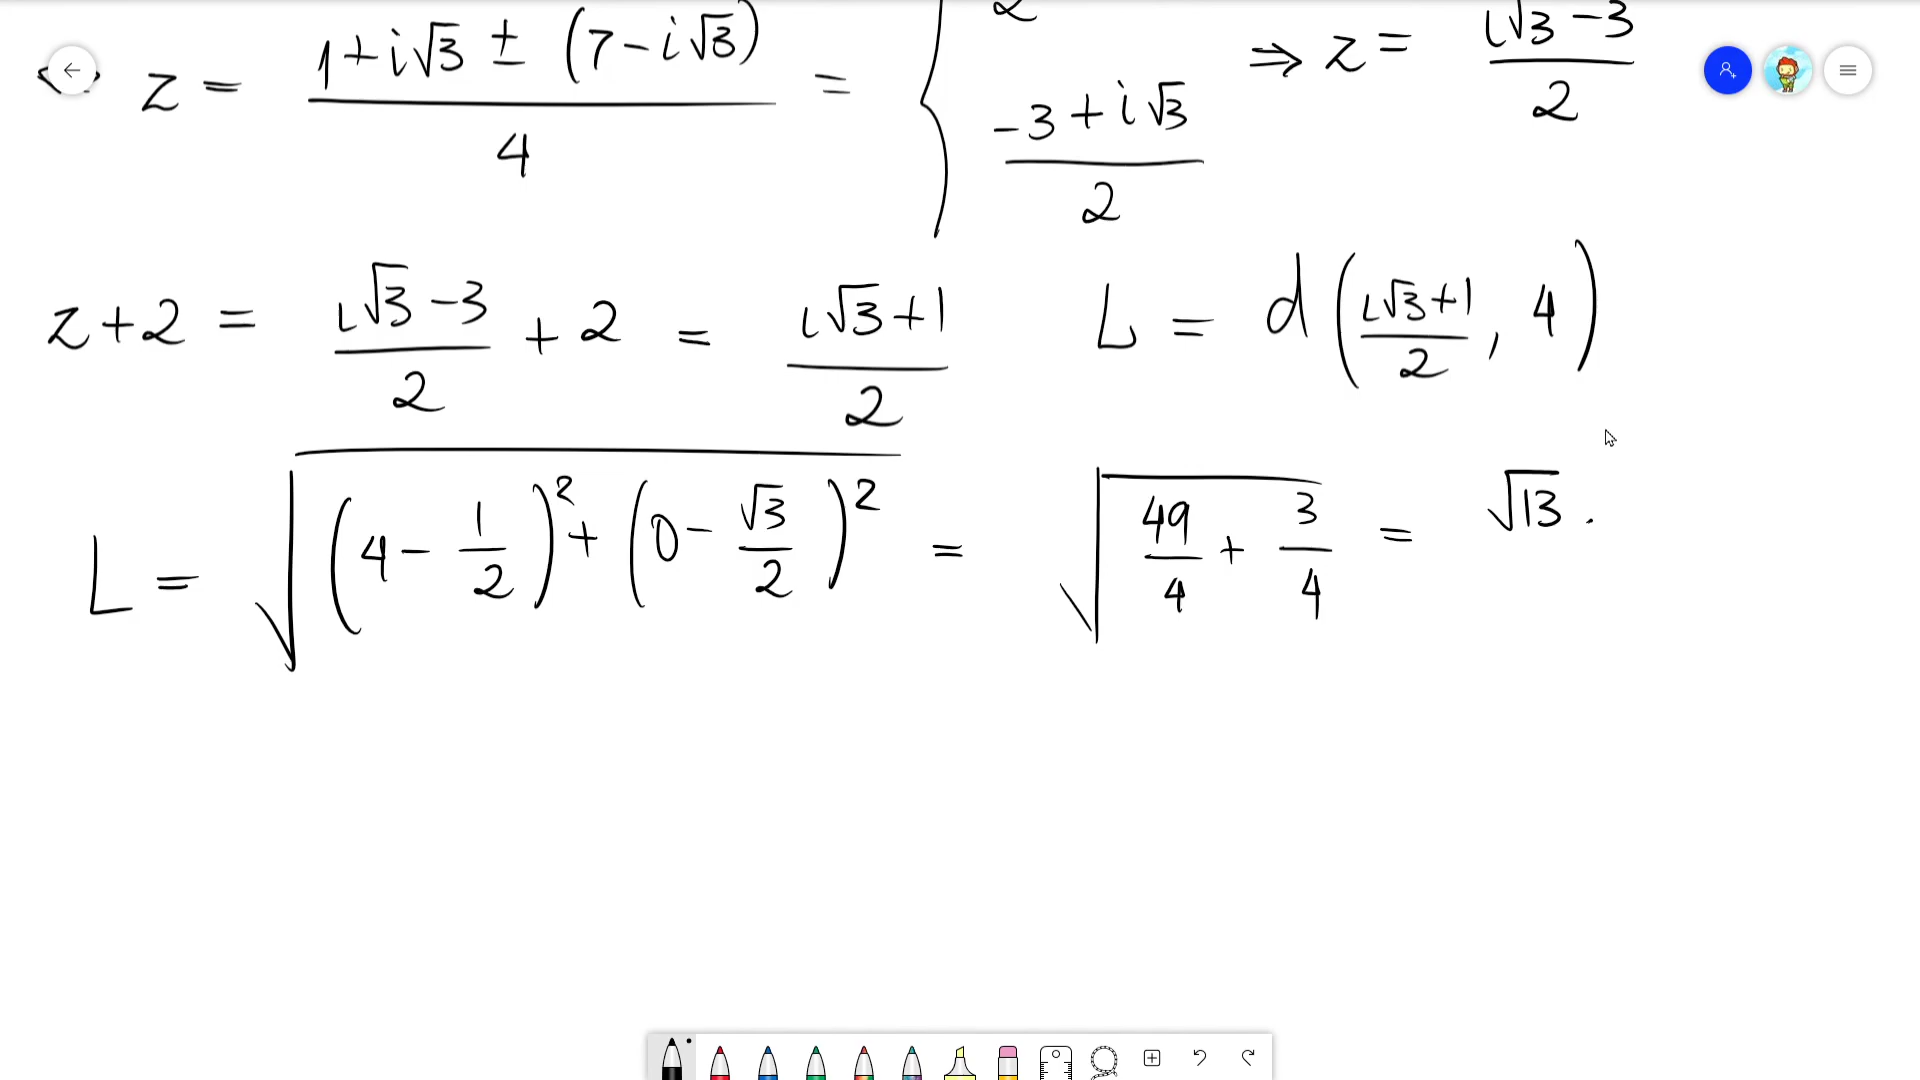 z = (1+i√3 ± (7-i√3))/4 = { 2, (-3+i√3)/2 ⇒ z = (i√3-3)/2
z+2 = (i√3-3)/2 + 2 = (i√3+1)/2  L = d((i√3+1)/2, 4)
L = √((4-1/2)²+(0-√3/2)²) = √(49/4 + 3/4) = √13.